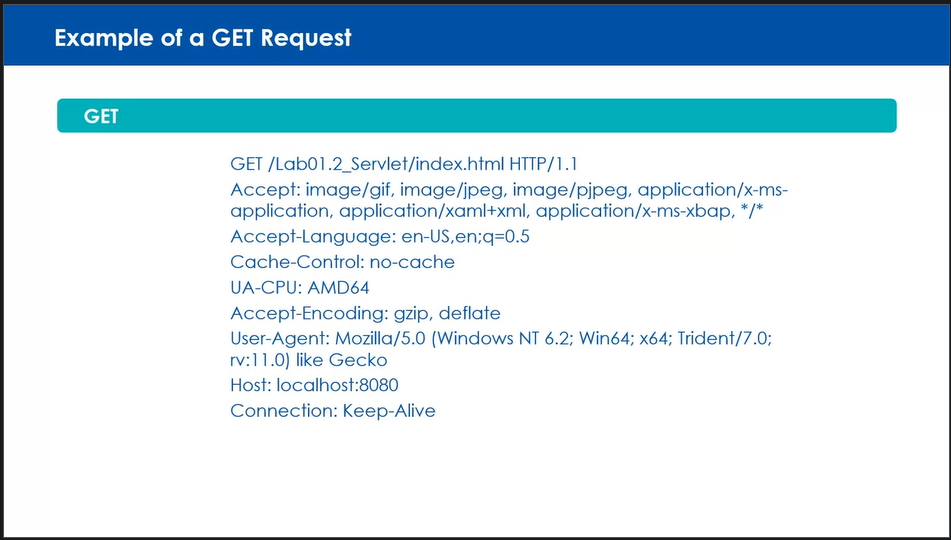 Example of a GET Request
GET
GET /Lab01.2_Servlet/index.html HTTP/1.1
Accept: image/gif, image/jpeg, image/pjpeg, application/x-ms-
application, application/xaml+xml, application/x-ms-xbap, */*
Accept-Language: en-US,en;q=0.5
Cache-Control: no-cache
UA-CPU: AMD64
Accept-Encoding: gzip, deflate
User-Agent: Mozilla/5.0 (Windows NT 6.2; Win64; x64; Trident/7.0;
rv:11.0) like Gecko
Host: localhost:8080
Connection: Keep-Alive